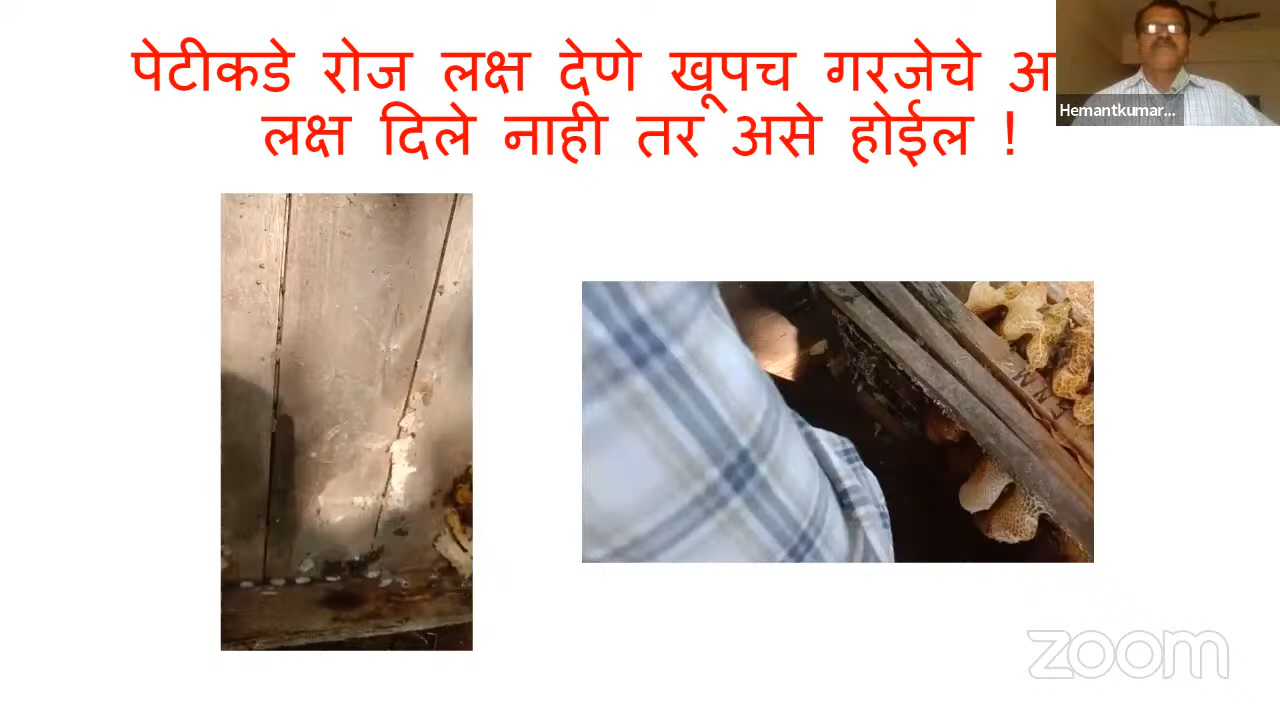 पेटीकडे रोज लक्ष देणे खूपच गरजेचे
लक्ष दिले नाही तर असे होईल !
Hemantkumar...
zoom